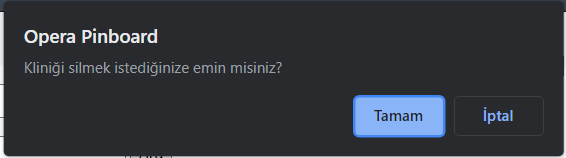 Opera Pinboard
Kliniği silmek istediğinize emin misiniz?
Tamam
İptal